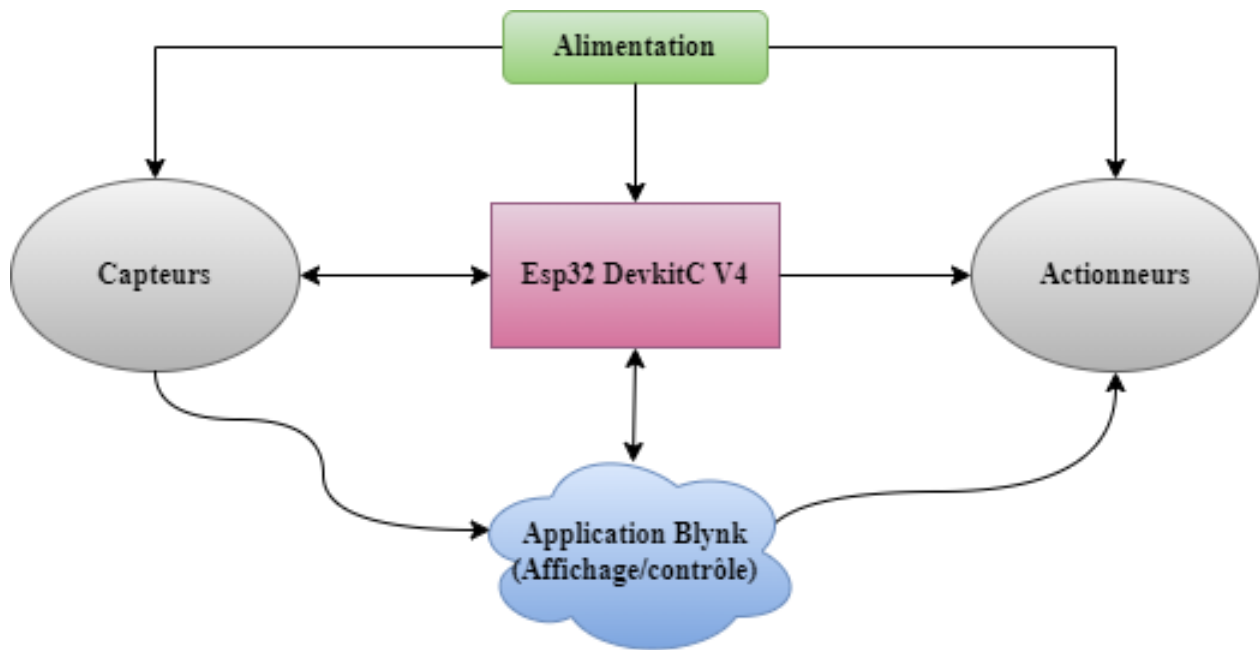 Alimentation
Capteurs
Esp32 DevkitC V4
Actionneurs
Application Blynk
(Affichage/contrôle)